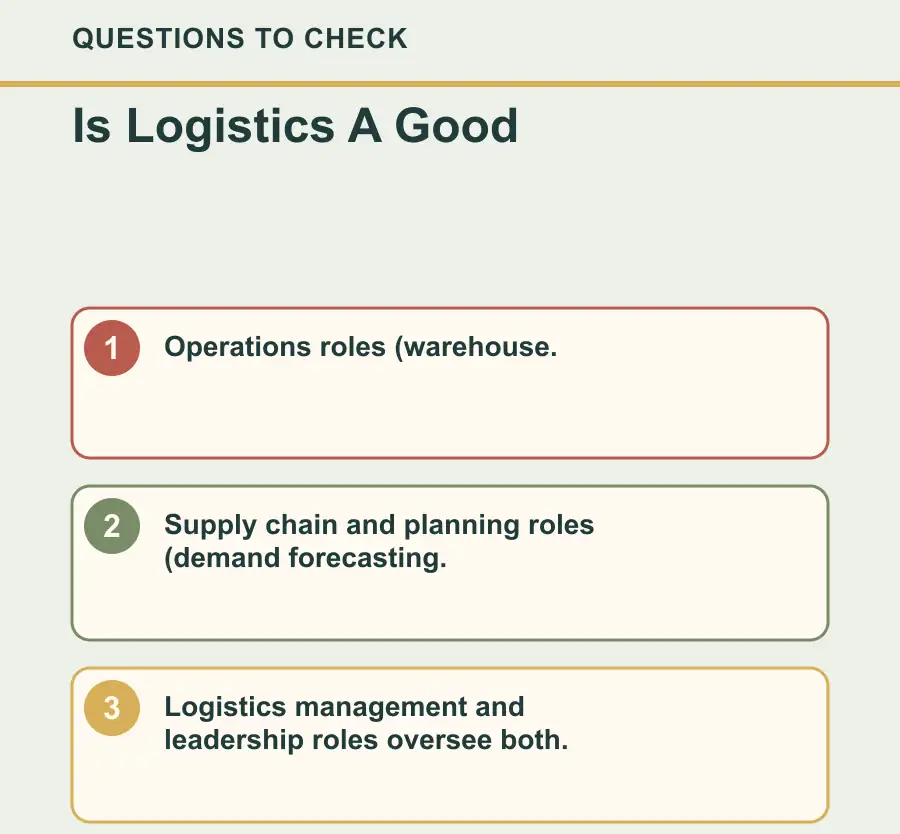 QUESTIONS TO CHECK
Is Logistics A Good
1
Operations roles (warehouse.
2
Supply chain and planning roles
(demand forecasting.
3
Logistics management and
leadership roles oversee both.